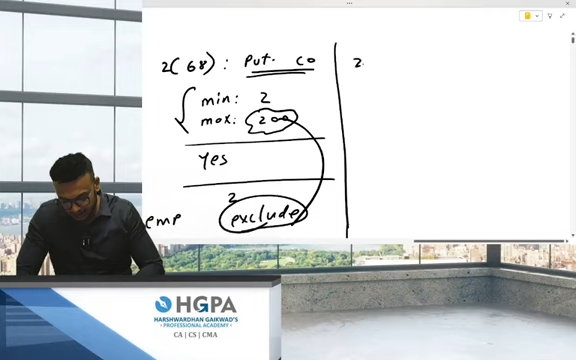 2(68) : Put. Co
min: 2
max: 200
Yes
2
exclude
emp
2
HGPA
HARSHWARDHAN GAIKWAD'S
PROFESSIONAL ACADEMY
CA | CS | CMA